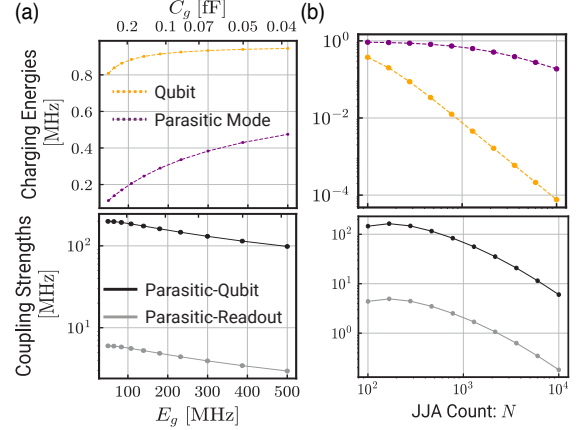 (a)
C_g [fF]
0.2 0.1 0.07 0.05 0.04
(b)
Charging Energies
[MHz]
0.8
0.6
0.4
0.2
Qubit
Parasitic Mode
10^0
10^-2
10^-4
Coupling Strengths
[MHz]
10^2
10^1
Parasitic-Qubit
Parasitic-Readout
100 200 300 400 500
E_g [MHz]
10^2
10^1
10^0
10^2 10^3 10^4
JJA Count: N